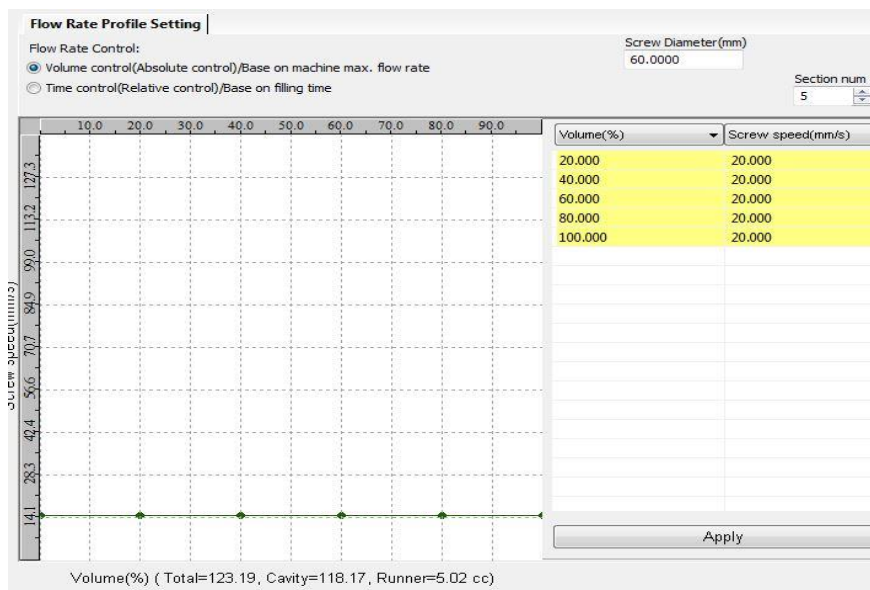 Flow Rate Profile Setting
Flow Rate Control:
Volume control(Absolute control)/Base on machine max. flow rate
Time control(Relative control)/Base on filling time
Screw Diameter(mm)
60.0000
Section num
5
10.0 20.0 30.0 40.0 50.0 60.0 70.0 80.0 90.0
127.3
113.2
99.0
84.9
70.7
56.6
42.4
28.3
14.1
Screw speed(mm/s)
Volume(%) Screw speed(mm/s)
20.000 20.000
40.000 20.000
60.000 20.000
80.000 20.000
100.000 20.000
Apply
Volume(%) ( Total=123.19, Cavity=118.17, Runner=5.02 cc)